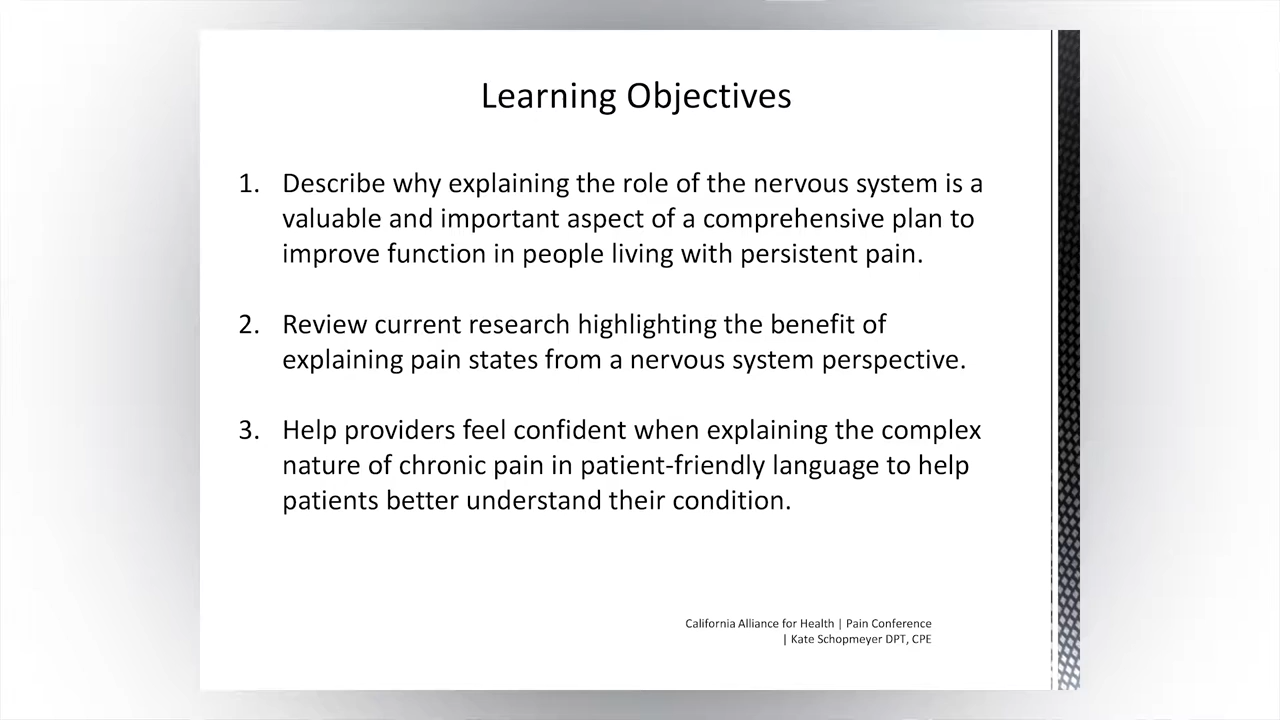 Learning Objectives
1. Describe why explaining the role of the nervous system is a
valuable and important aspect of a comprehensive plan to
improve function in people living with persistent pain.
2. Review current research highlighting the benefit of
explaining pain states from a nervous system perspective.
3. Help providers feel confident when explaining the complex
nature of chronic pain in patient-friendly language to help
patients better understand their condition.
California Alliance for Health | Pain Conference
| Kate Schopmeyer DPT, CPE